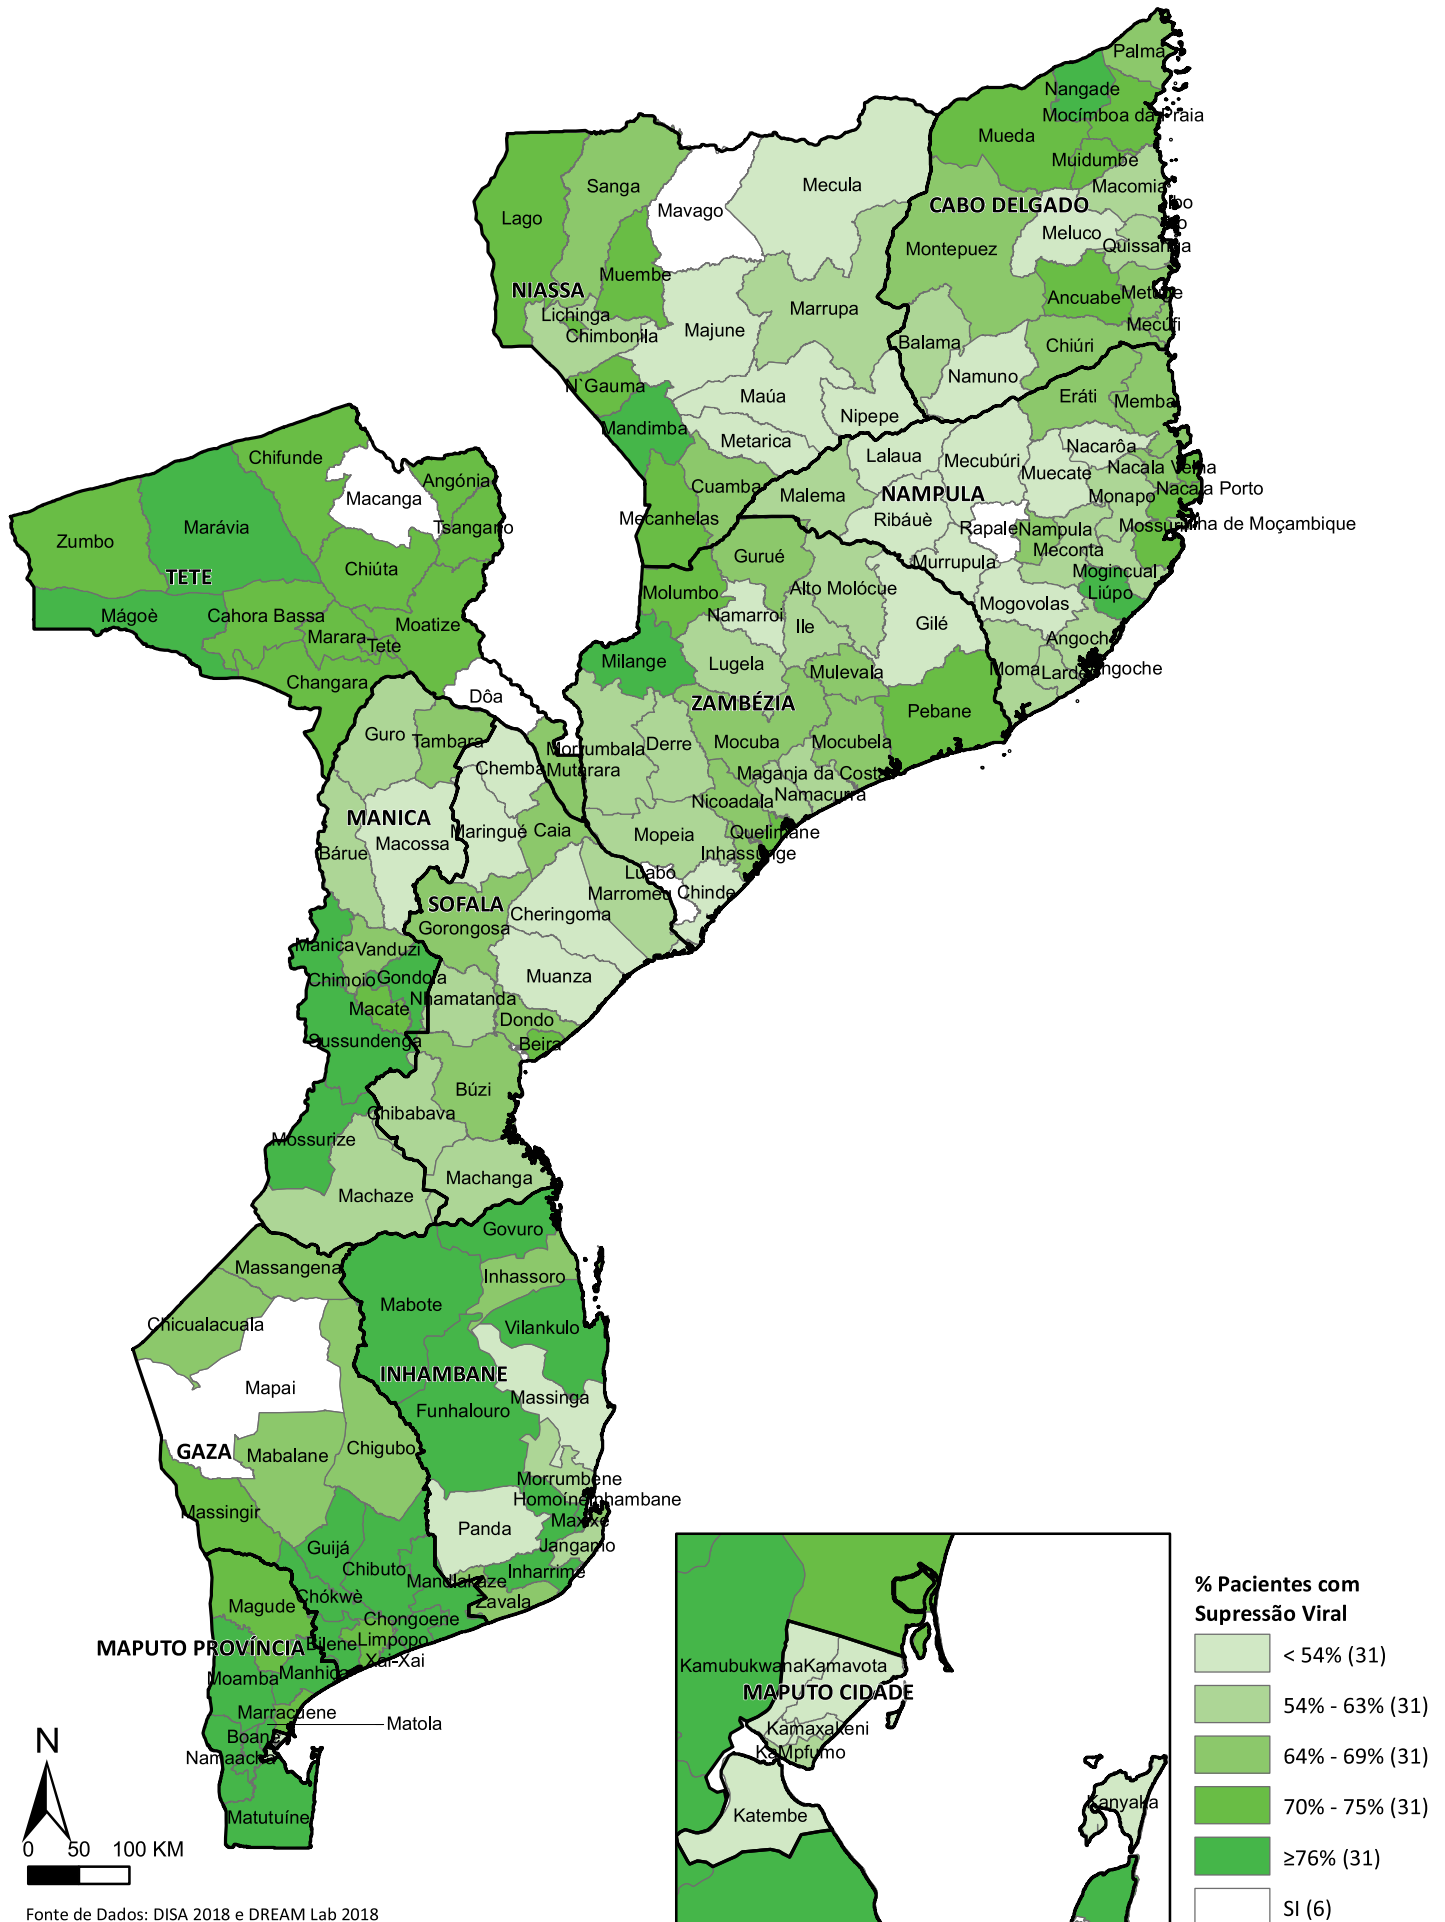 Palma
Nangade
Mocímboa da Praia
Mueda
Muidumbe
Sanga
Mecula
Macomia
Mavago
CABO DELGADO
Ibo
Lago
Meluco
Montepuez
Quissanga
Muembe
NIASSA
Ancuabe
Metuge
Marrupa
Lichinga
Mecúfi
Majune
Chimbonila
Balama
Chiúri
Namuno
N`Gauma
Maúa
Eráti
Memba
Nipepe
Mandimba
Metarica
Nacarôa
Chifunde
Lalaua
Mecubúri
Nacala Velha
Muecate
Angónia
Cuamba
Nacala Porto
Macanga
Malema
NAMPULA
Monapo
Mecanhelas
Ribáuè
Marávia
Tsangano
Rapale
Nampula
Mossuril
Ilha de Moçambique
Zumbo
Meconta
Gurué
Murrupula
Chiúta
Mogincual
TETE
Molumbo
Alto Molócue
Liúpo
Mogovolas
Mágoè
Cahora Bassa
Namarroi
Gilé
Moatize
Ile
Marara
Angoche
Tete
Milange
Lugela
Moma
Larde
Angoche
Mulevala
Changara
Dôa
ZAMBÉZIA
Pebane
Guro
Tambara
Morrumbala
Derre
Mocuba
Mocubela
Chemba
Mutarara
Maganja da Costa
Namacurra
Nicoadala
MANICA
Maringué
Caia
Mopeia
Quelimane
Macossa
Bárue
Inhassunge
Luabo
Marromeu
Chinde
SOFALA
Cheringoma
Gorongosa
Manica
Vanduzi
Muanza
Chimoio
Gondola
Nhamatanda
Macate
Dondo
Sussundenga
Beira
Búzi
Chibabava
Mossurize
Machanga
Machaze
Govuro
Massangena
Inhassoro
Mabote
Chicualacuala
Vilankulo
INHAMBANE
Mapai
Massinga
Funhalouro
GAZA
Mabalane
Chigubo
Morrumbene
Homoíne
Inhambane
Massingir
Maxixe
Panda
Jangamo
Guijá
Chibuto
Inharrime
Mandlakaze
Chókwè
Zavala
Magude
Chongoene
MAPUTO PROVÍNCIA
Bilene
Limpopo
Xai-Xai
Moamba
Manhiça
Marracuene
Matola
Boane
Namaacha
Matutuíne
N
0 50 100 KM
Kamubukwana
Kamavota
MAPUTO CIDADE
Kamaxakeni
KaMpfumo
Katembe
Kanyaka
% Pacientes com
Supressão Viral
< 54% (31)
54% - 63% (31)
64% - 69% (31)
70% - 75% (31)
≥76% (31)
SI (6)
Fonte de Dados: DISA 2018 e DREAM Lab 2018